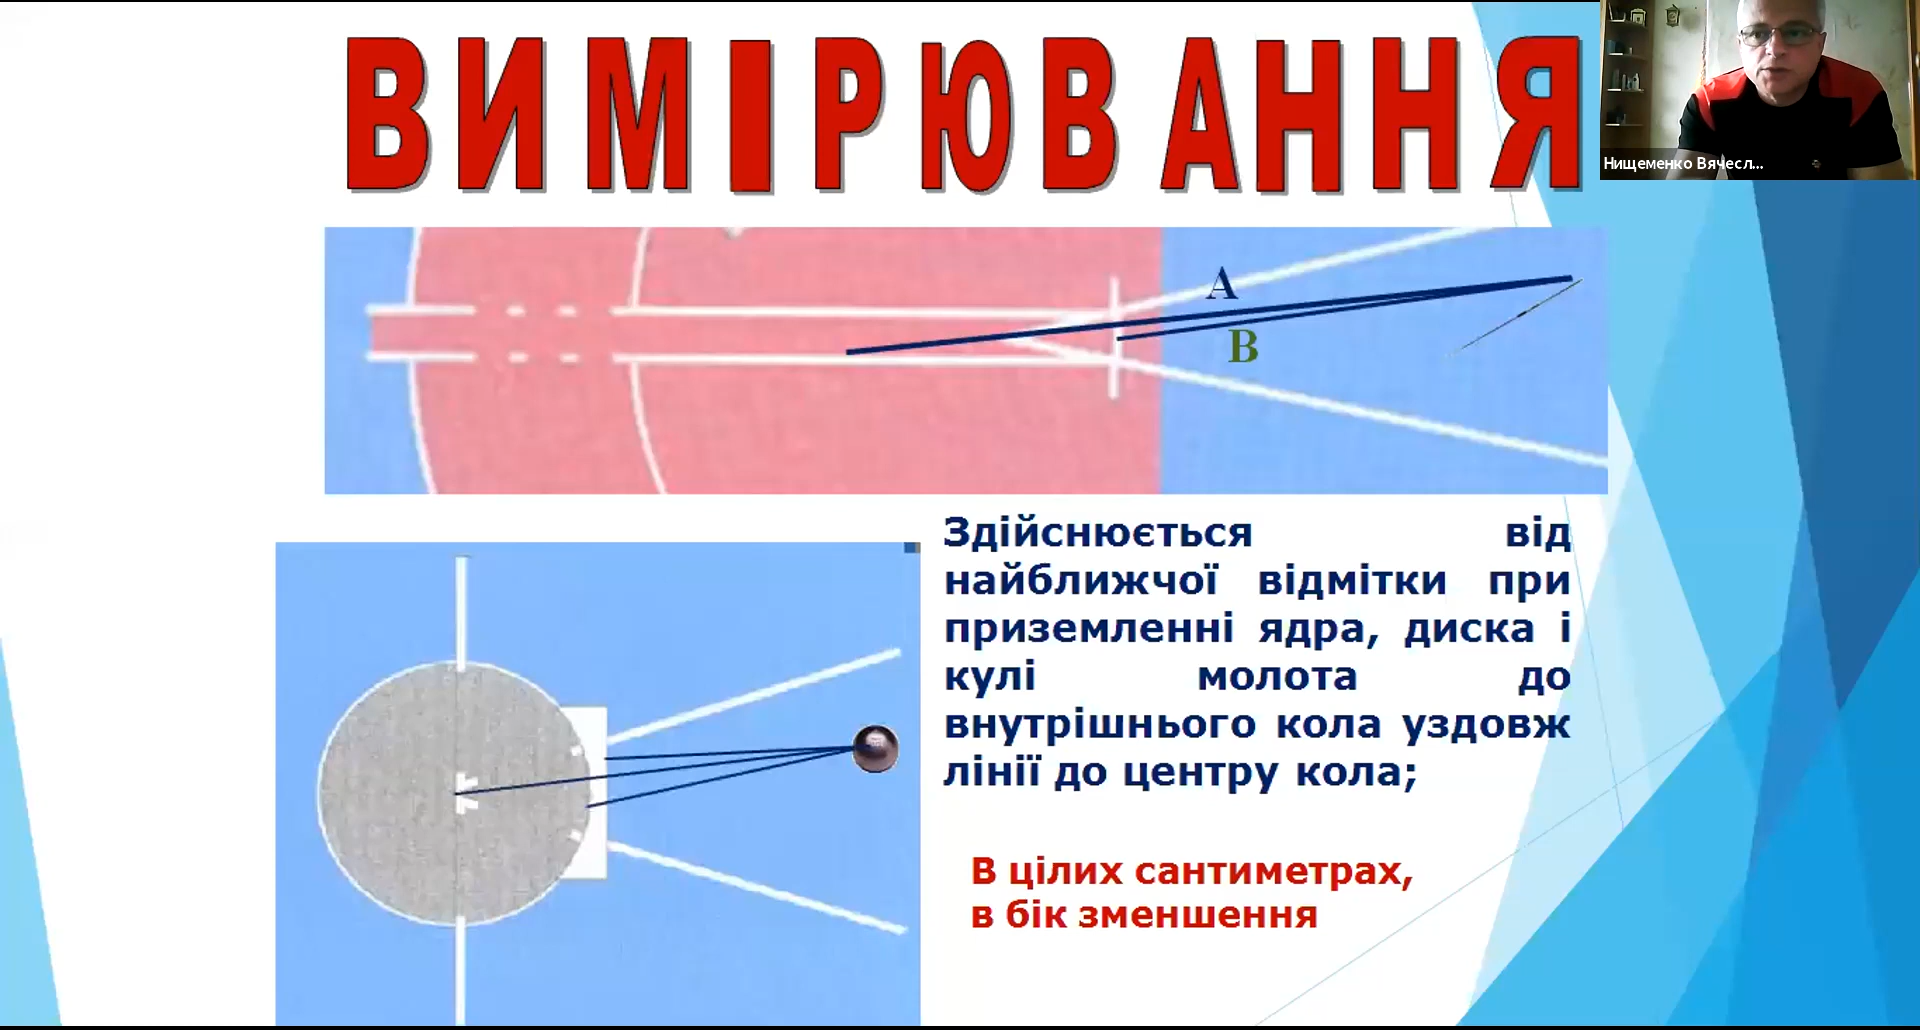 ВИМІРЮВАННЯ
Нищеменко Вячесл...
A
B
Здійснюється від
найближчої відмітки при
приземленні ядра, диска і
кулі молота до
внутрішнього кола уздовж
лінії до центру кола;
В цілих сантиметрах,
в бік зменшення